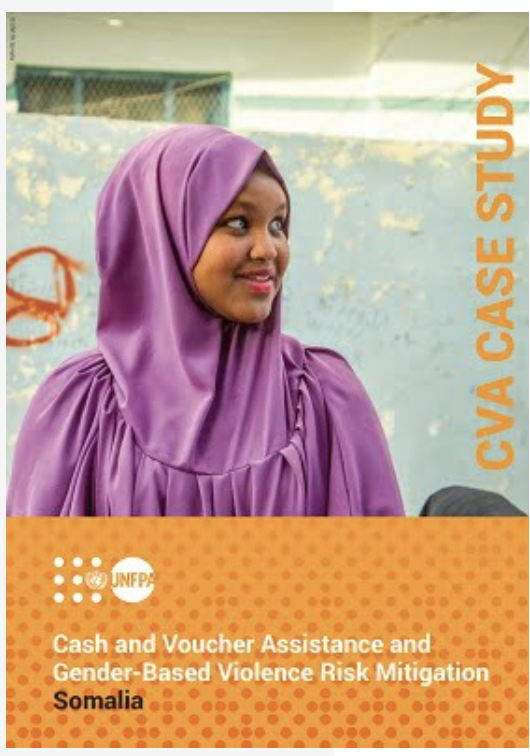 CVA CASE STUDY
UNFPA
Cash and Voucher Assistance and
Gender-Based Violence Risk Mitigation
Somalia